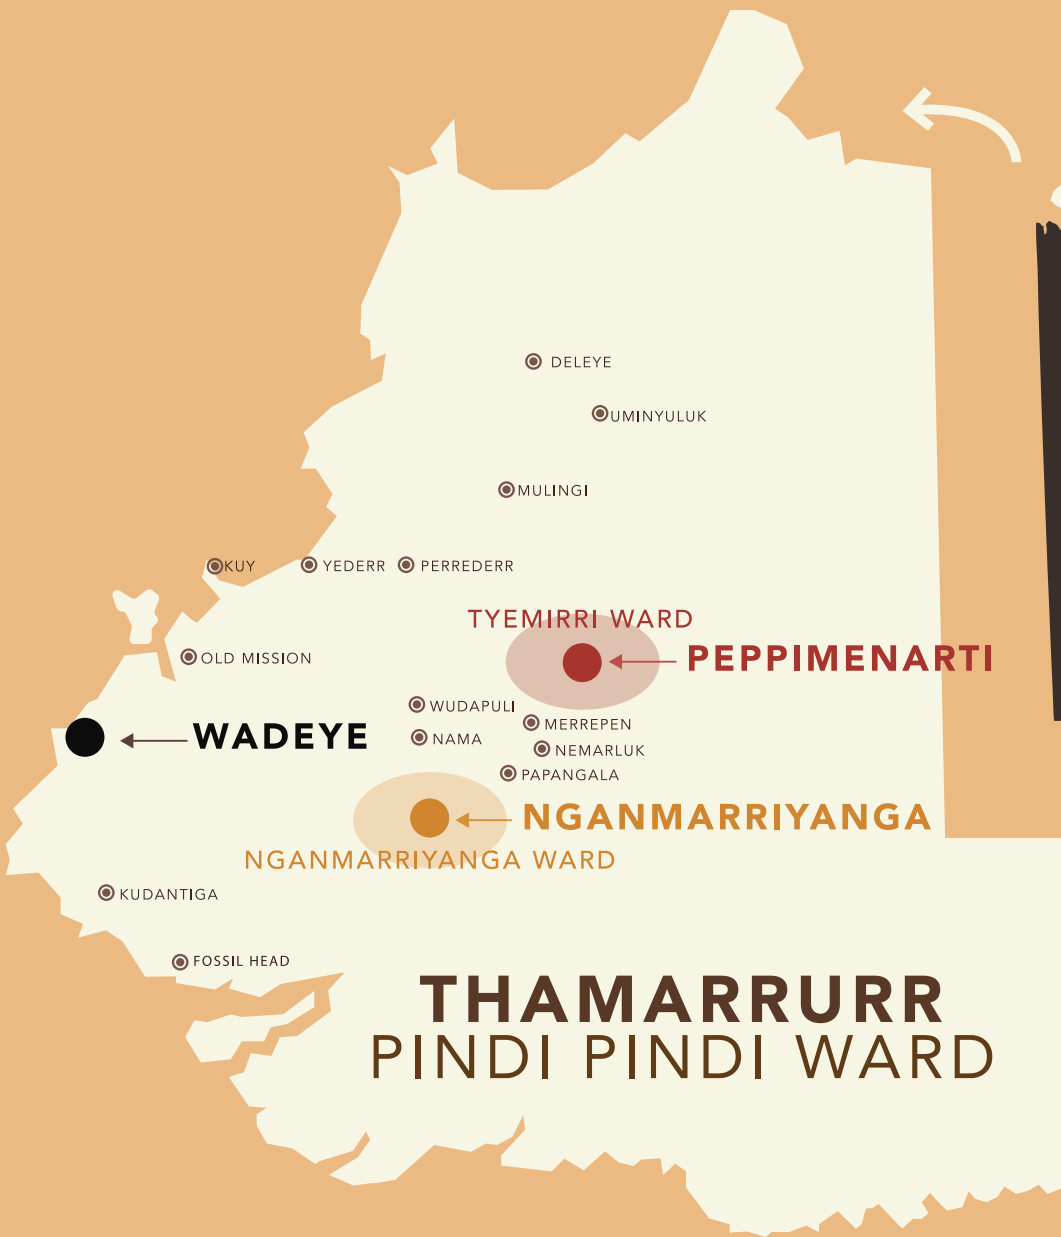 DELEYE
UMINYULUK
MULINGI
KUY
YEDERR
PERREDERR
TYEMIRRI WARD
PEPPIMENARTI
OLD MISSION
WUDAPULI
MERREPEN
WADEYE
NAMA
NEMARLUK
PAPANGALA
NGANMARRIYANGA
NGANMARRIYANGA WARD
KUDANTIGA
FOSSIL HEAD
THAMARRURR
PINDI PINDI WARD